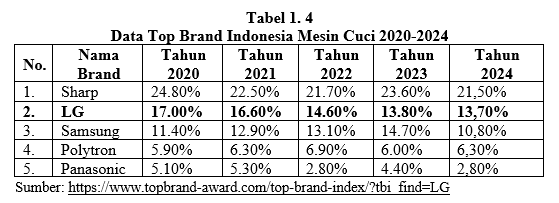 Tabel 1. 4
Data Top Brand Indonesia Mesin Cuci 2020-2024
No. Nama Brand Tahun 2020 Tahun 2021 Tahun 2022 Tahun 2023 Tahun 2024
1. Sharp 24.80% 22.50% 21.70% 23.60% 21,50%
2. LG 17.00% 16.60% 14.60% 13.80% 13,70%
3. Samsung 11.40% 12.90% 13.10% 14.70% 10,80%
4. Polytron 5.90% 6.30% 6.90% 6.00% 6,30%
5. Panasonic 5.10% 5.30% 2.80% 4.40% 2,80%
Sumber: https://www.topbrand-award.com/top-brand-index/?tbi_find=LG